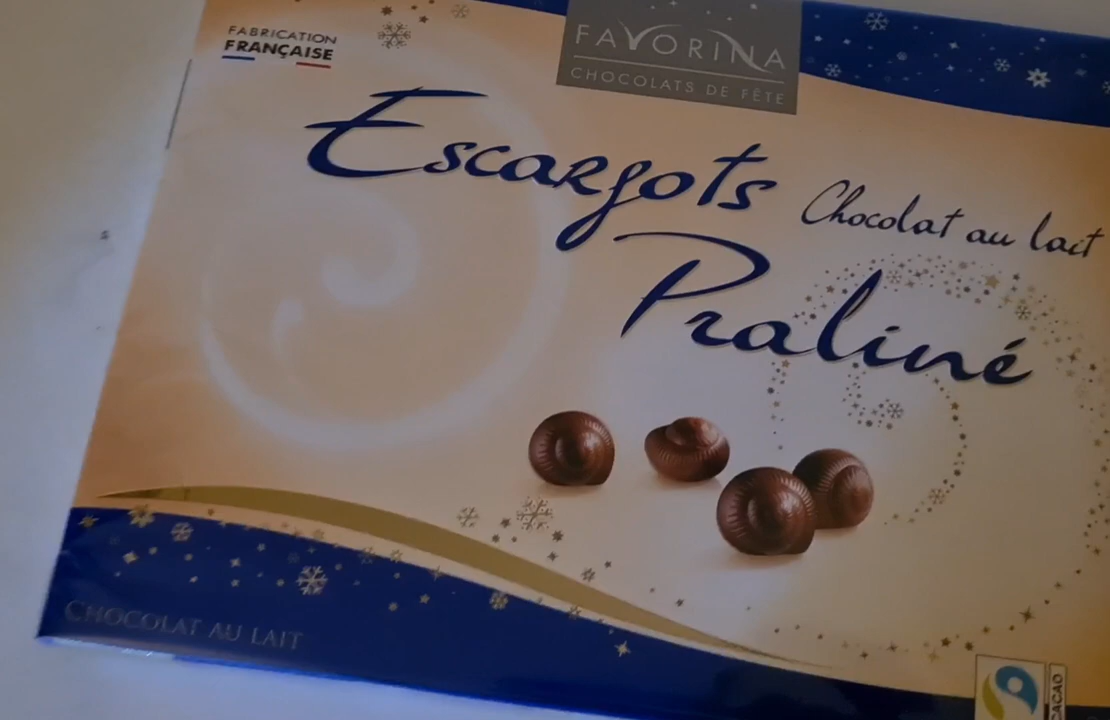 FABRICATION
FRANÇAISE
FAVORINA
CHOCOLATS DE FÊTE
Escargots
Chocolat au lait
Praliné
CHOCOLAT AU LAIT
CACAO